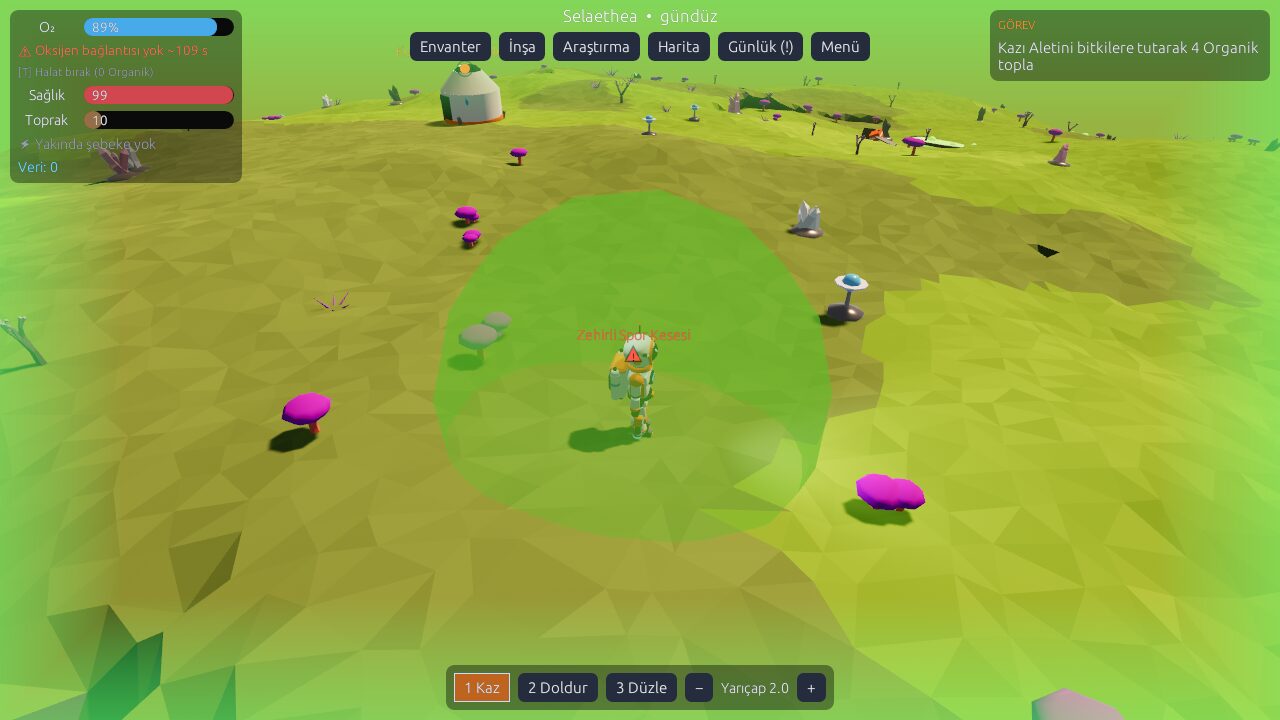 Selaethea • gündüz
O₂ 89%
⚠ Oksijen bağlantısı yok ~109 s
[T] Halat bırak (0 Organik)
Sağlık 99
Toprak 10
⚡ Yakında şebeke yok
Veri: 0
Envanter İnşa Araştırma Harita Günlük (!) Menü
GÖREV
Kazı Aletini bitkilere tutarak 4 Organik
topla
Zehirli Spor Kesesi
1 Kaz 2 Doldur 3 Düzle − Yarıçap 2.0 +